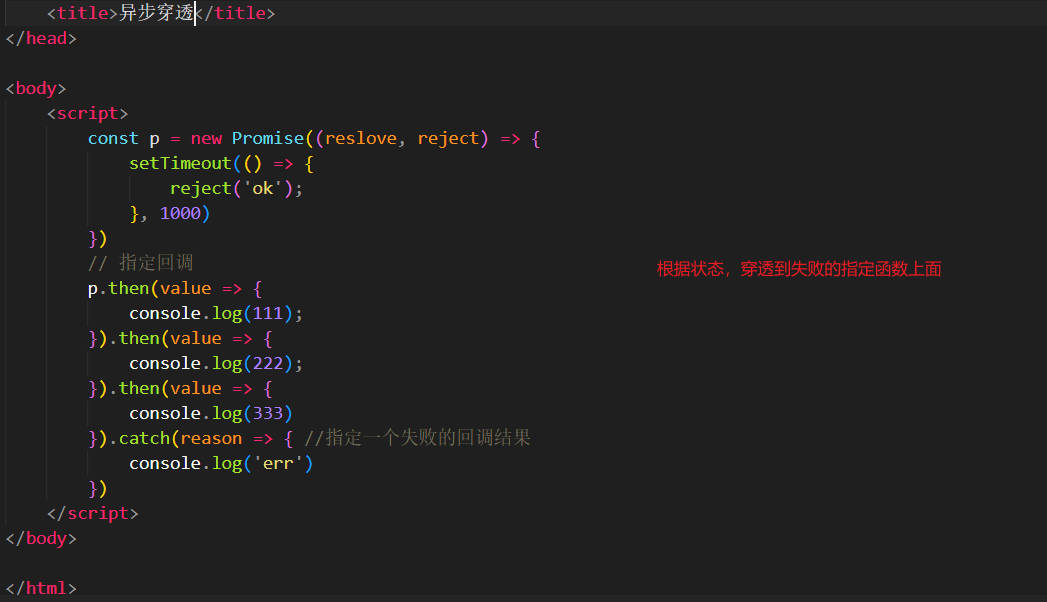 <title>异步穿透</title>
</head>
<body>
<script>
const p = new Promise((reslove, reject) => {
setTimeout(() => {
reject('ok');
}, 1000)
})
// 指定回调
根据状态，穿透到失败的指定函数上面
p.then(value => {
console.log(111);
}).then(value => {
console.log(222);
}).then(value => {
console.log(333)
}).catch(reason => { //指定一个失败的回调结果
console.log('err')
})
</script>
</body>
</html>